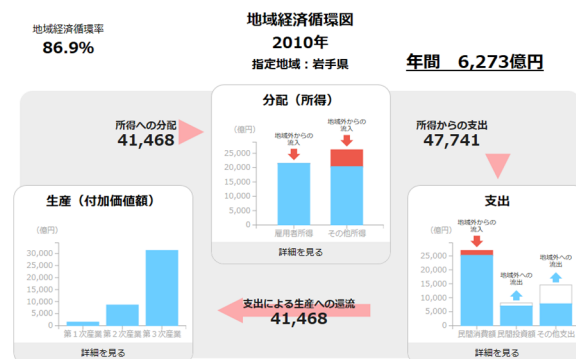 地域経済循環図
2010年
指定地域：岩手県
地域経済循環率
86.9%
年間　6,273億円
分配（所得）
（億円）
地域外からの
流入
地域外からの
流入
25,000
20,000
15,000
10,000
5,000
0
雇用者所得
その他所得
詳細を見る
所得への分配
41,468
所得からの支出
47,741
生産（付加価値額）
（億円）
30,000
25,000
20,000
15,000
10,000
5,000
0
第１次産業
第２次産業
第３次産業
詳細を見る
支出による生産への還流
41,468
支出
（億円）
地域外からの
流入
地域外への
流出
地域外への
流出
25,000
20,000
15,000
10,000
5,000
0
民間消費額
民間投資額
その他支出
詳細を見る